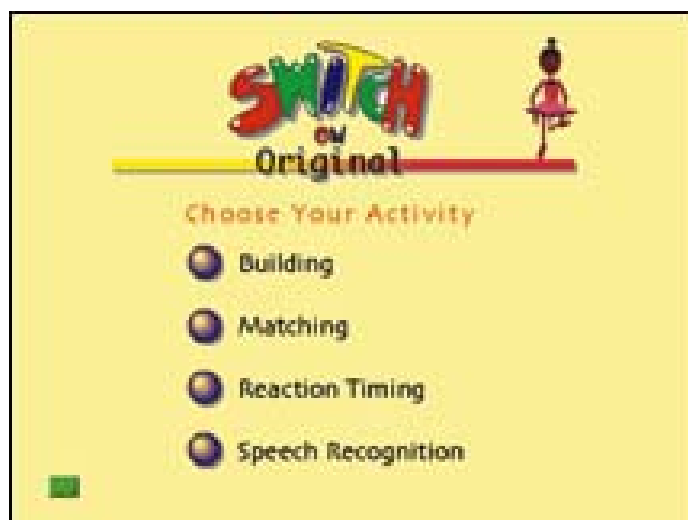 SWITCH
ON
Original
Choose Your Activity
Building
Matching
Reaction Timing
Speech Recognition